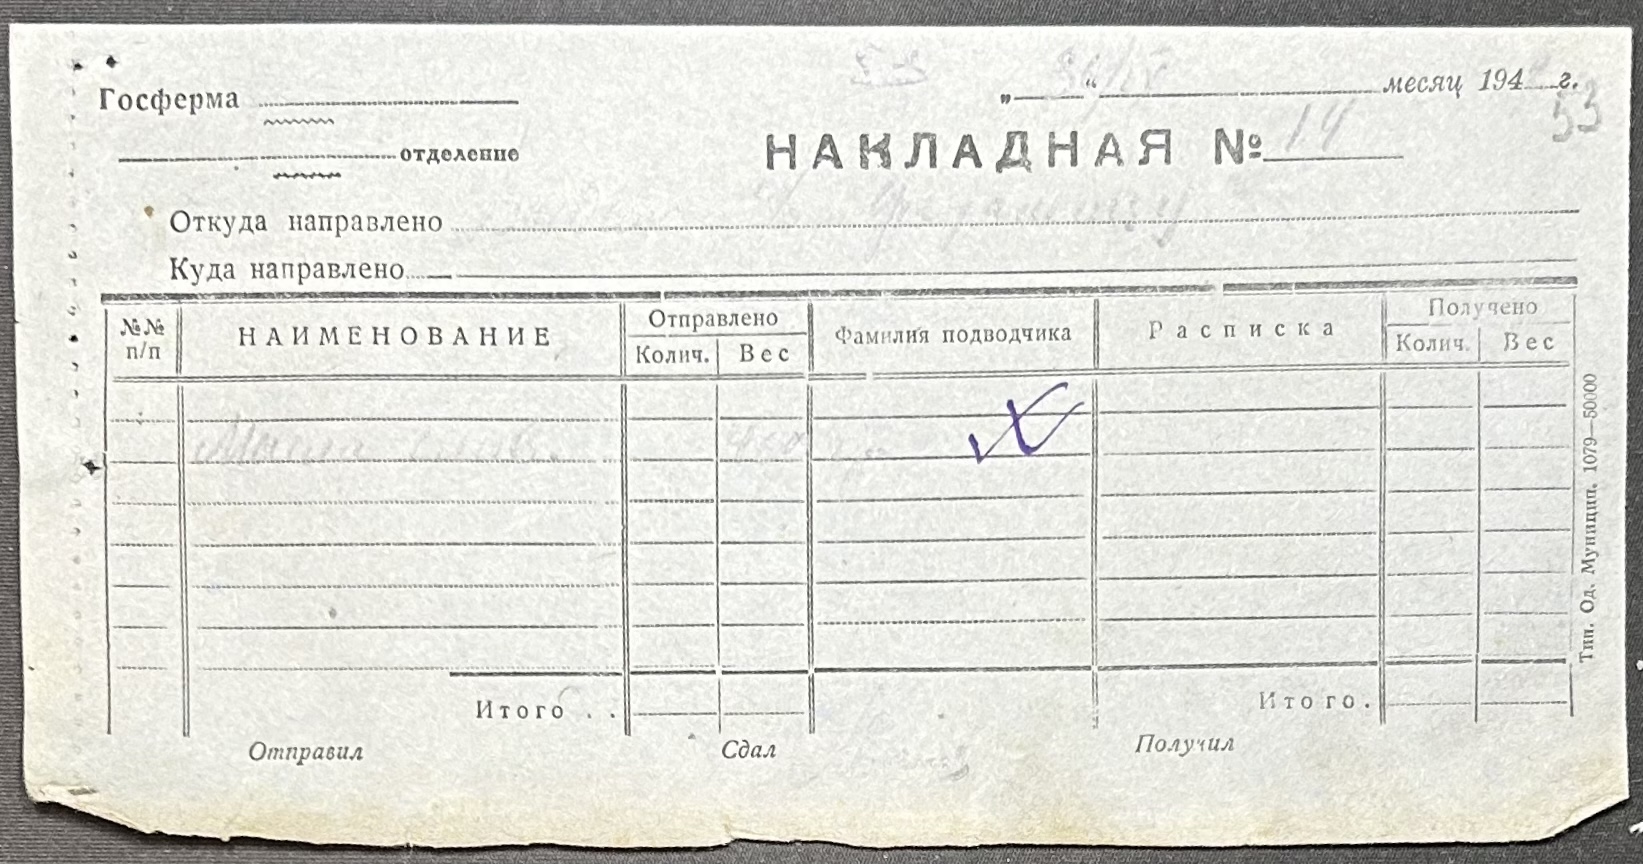 „ “ месяц 194 г.
Госферма
53
отделение
НАКЛАДНАЯ № 14
Откуда направлено
Куда направлено
№№ п/п НАИМЕНОВАНИЕ Отправлено Фамилия подводчика Расписка Получено
Колич. Вес Колич. Вес
Итого . . Итого.
Отправил Сдал Получил
Тип. Од. Муницип. 1079—50000